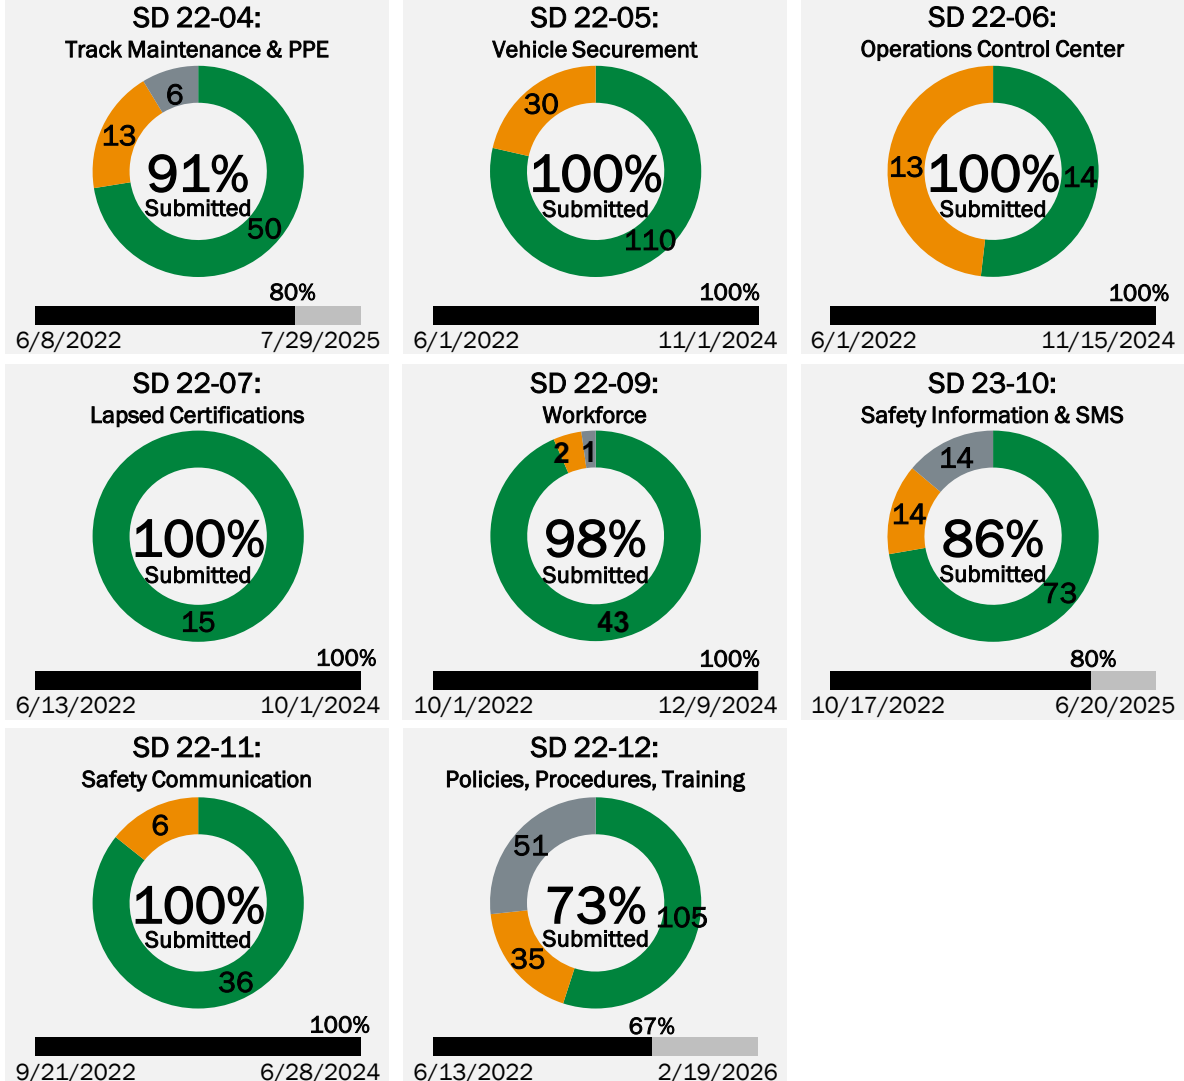 SD 22-04:
Track Maintenance & PPE
6
13
91%
Submitted
50
80%
6/8/2022 7/29/2025
SD 22-05:
Vehicle Securement
30
100%
Submitted
110
100%
6/1/2022 11/1/2024
SD 22-06:
Operations Control Center
13
100%
14
Submitted
100%
6/1/2022 11/15/2024
SD 22-07:
Lapsed Certifications
100%
Submitted
15
100%
6/13/2022 10/1/2024
SD 22-09:
Workforce
2 1
98%
Submitted
43
100%
10/1/2022 12/9/2024
SD 23-10:
Safety Information & SMS
14
14
86%
Submitted
73
80%
10/17/2022 6/20/2025
SD 22-11:
Safety Communication
6
100%
Submitted
36
100%
9/21/2022 6/28/2024
SD 22-12:
Policies, Procedures, Training
51
73%
105
Submitted
35
67%
6/13/2022 2/19/2026